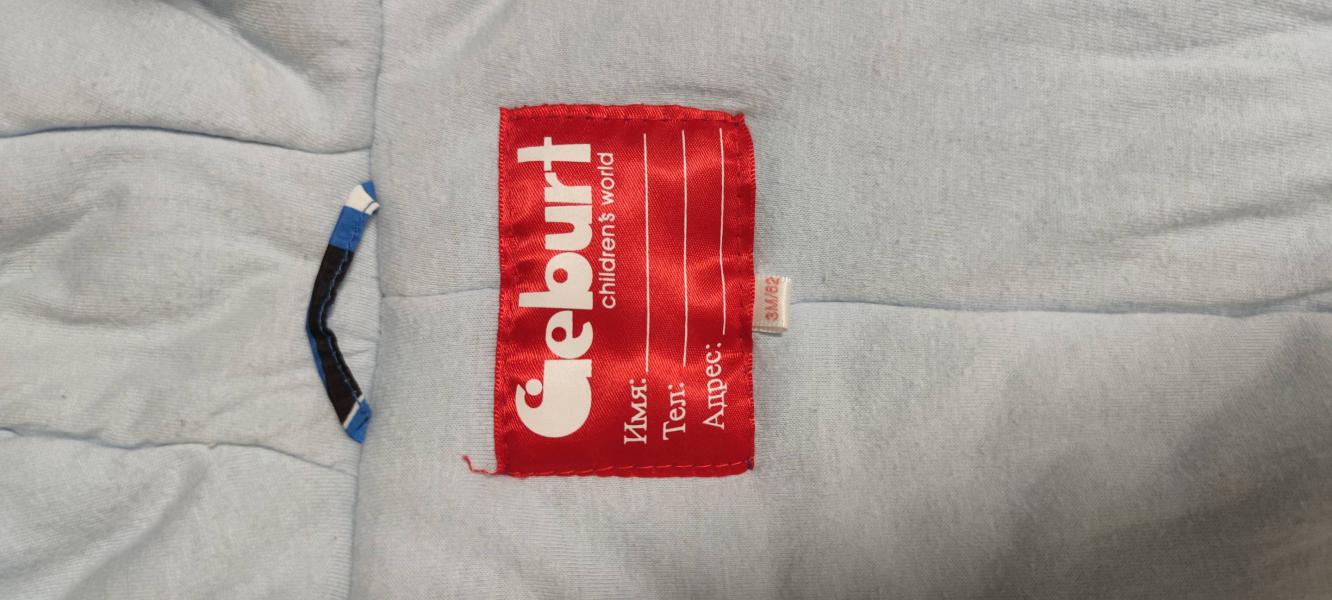 Geburt
children's world
Имя:
Тел:
Адрес:
3M/62